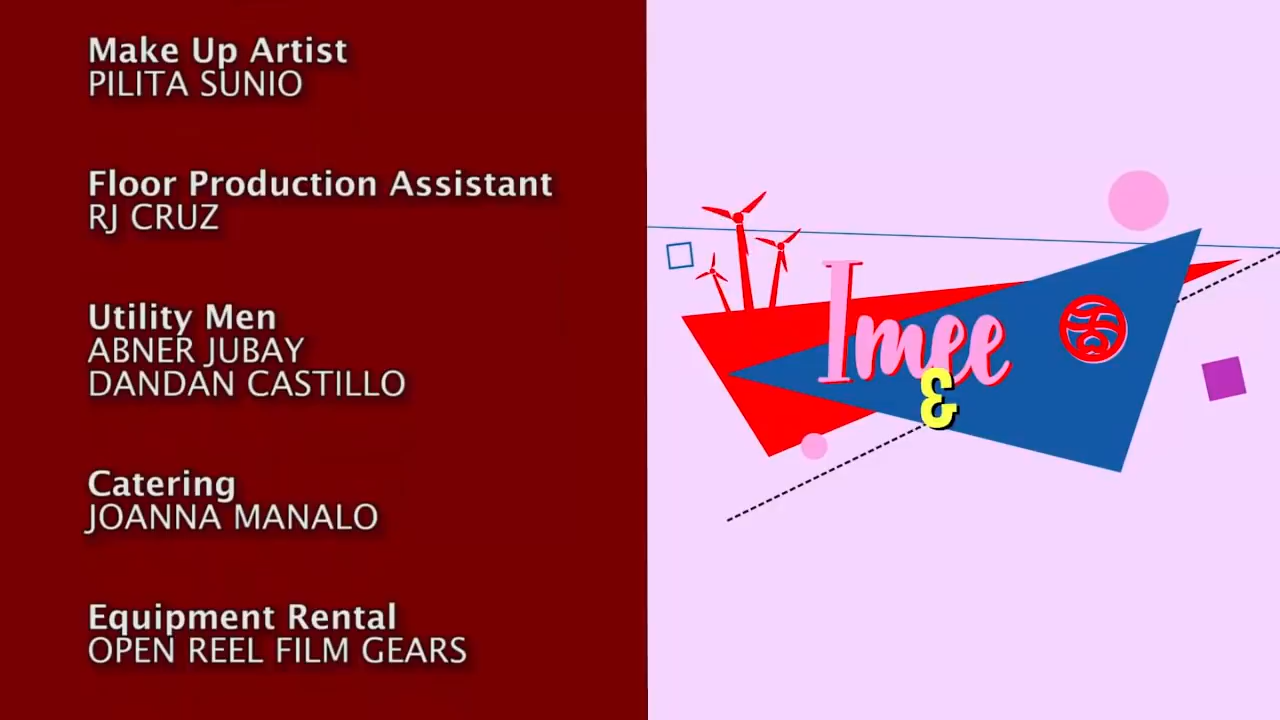 Make Up Artist
PILITA SUNIO
Floor Production Assistant
RJ CRUZ
Utility Men
ABNER JUBAY
DANDAN CASTILLO
Catering
JOANNA MANALO
Equipment Rental
OPEN REEL FILM GEARS
Imee
&